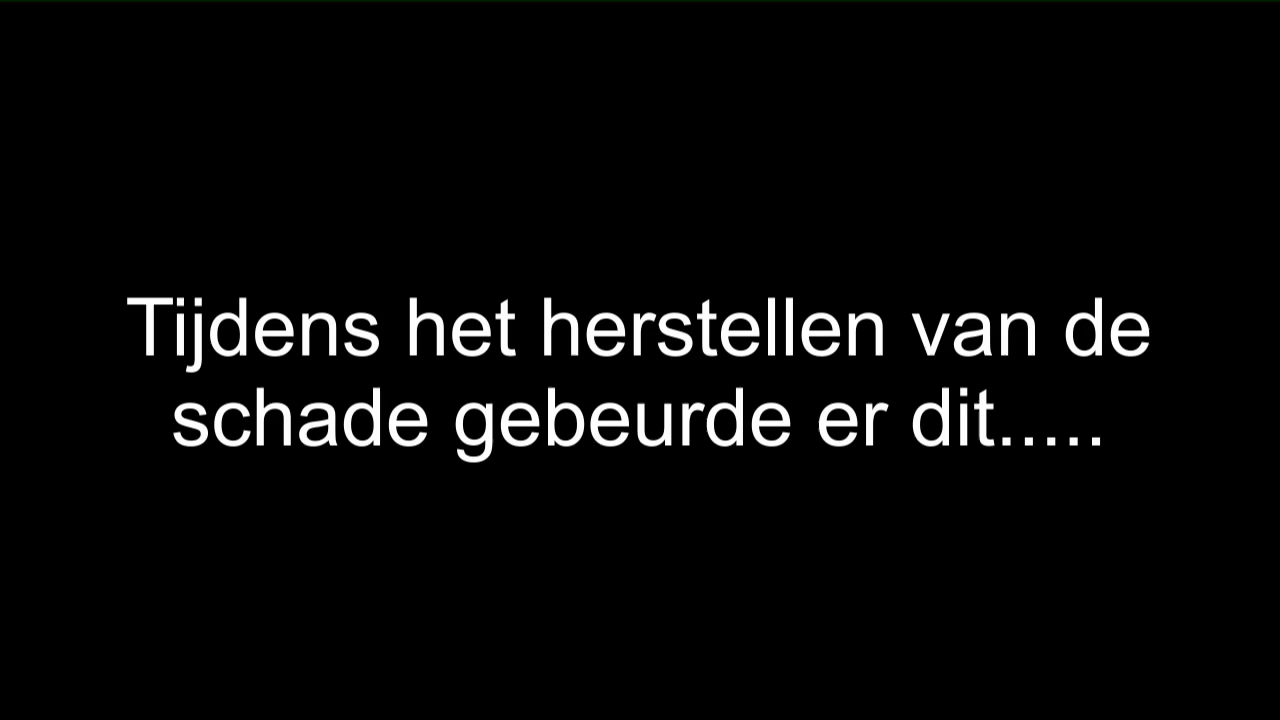 Tijdens het herstellen van de
schade gebeurde er dit.....